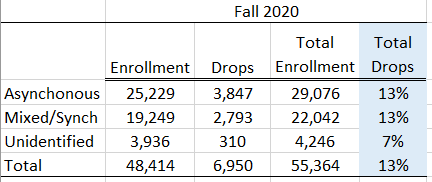 Fall 2020
Enrollment Drops Total Enrollment Total Drops
Asynchonous 25,229 3,847 29,076 13%
Mixed/Synch 19,249 2,793 22,042 13%
Unidentified 3,936 310 4,246 7%
Total 48,414 6,950 55,364 13%